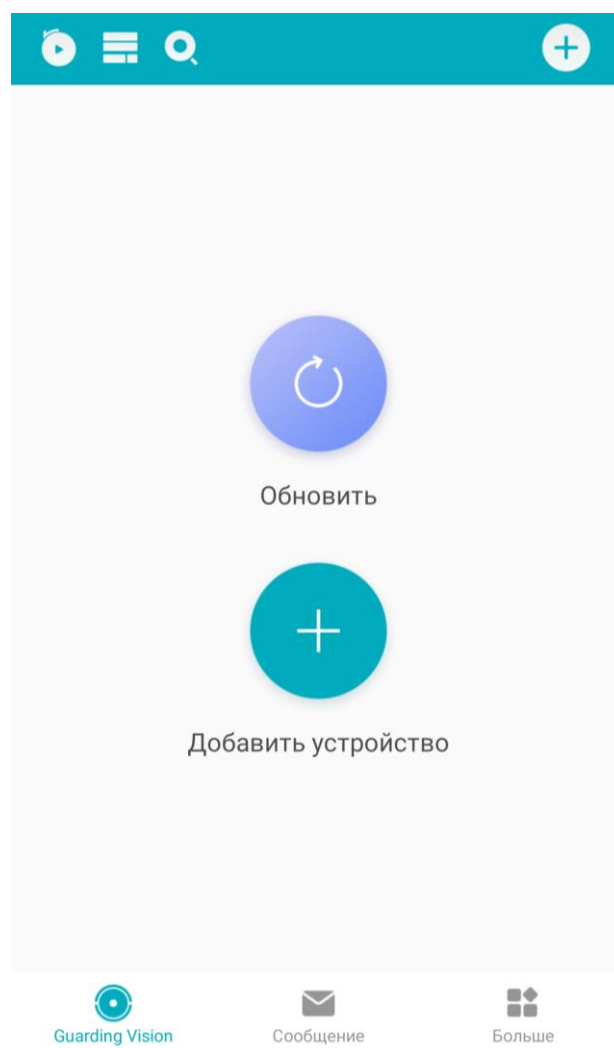 Обновить
Добавить устройство
Guarding Vision
Сообщение
Больше